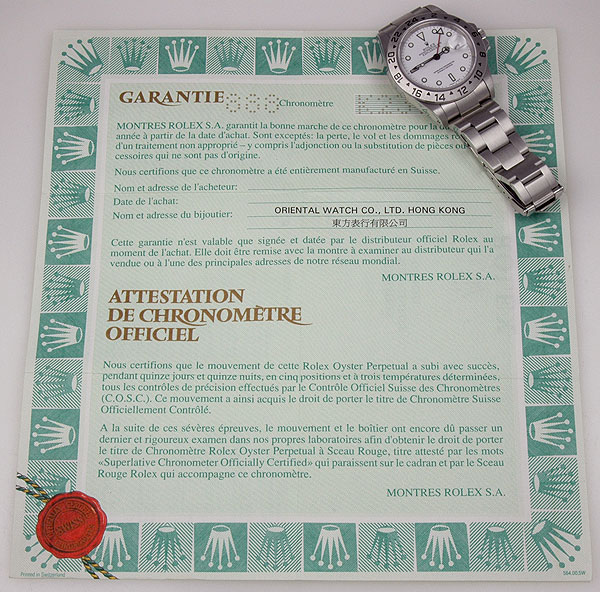 GARANTIE
Chronomètre
MONTRES ROLEX S.A. garantit la bonne marche de ce chronomètre pour la
année à partir de la date d'achat. Sont exceptés: la perte, le vol et les dommages
d'un traitement non approprié – y compris l'adjonction ou la substitution de pièces ou
cessoires qui ne sont pas d'origine.
Nous certifions que ce chronomètre a été entièrement manufacturé en Suisse.
Nom et adresse de l'acheteur:
Date de l'achat:
ORIENTAL WATCH CO., LTD. HONG KONG
Nom et adresse du bijoutier:
東方表行有限公司
Cette garantie n'est valable que signée et datée par le distributeur officiel Rolex au
moment de l'achat. Elle doit être remise avec la montre à examiner au distributeur qui l'a
vendue ou à l'une des principales adresses de notre réseau mondial.
MONTRES ROLEX S.A.
ATTESTATION
DE CHRONOMÈTRE
OFFICIEL
Nous certifions que le mouvement de cette Rolex Oyster Perpetual a subi avec succès,
pendant quinze jours et quinze nuits, en cinq positions et à trois températures déterminées,
tous les contrôles de précision effectués par le Contrôle Officiel Suisse des Chronomètres
(C.O.S.C.). Ce mouvement a ainsi acquis le droit de porter le titre de Chronomètre Suisse
Officiellement Contrôlé.
A la suite de ces sévères épreuves, le mouvement et le boîtier ont encore dû passer un
dernier et rigoureux examen dans nos propres laboratoires afin d'obtenir le droit de porter
le titre de Chronomètre Rolex Oyster Perpetual à Sceau Rouge, titre attesté par les mots
«Superlative Chronometer Officially Certified» qui paraissent sur le cadran et par le Sceau
Rouge Rolex qui accompagne ce chronomètre.
MONTRES ROLEX S.A.
Printed in Switzerland
564.00.SW